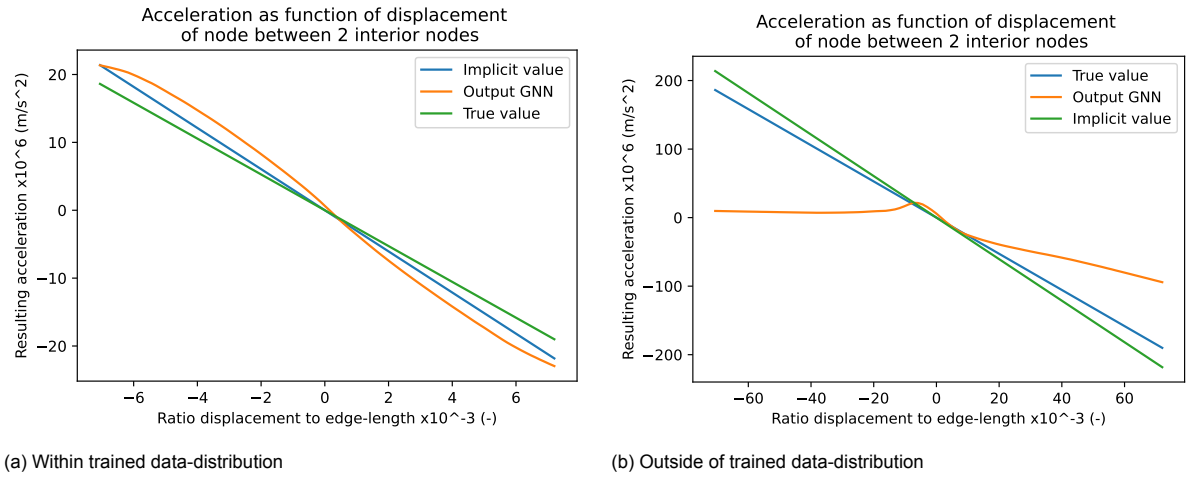 Acceleration as function of displacement
of node between 2 interior nodes
Resulting acceleration x10^6 (m/s^2)
20
10
0
−10
−20
Implicit value
Output GNN
True value
−6
−4
−2
0
2
4
6
Ratio displacement to edge-length x10^-3 (-)
(a) Within trained data-distribution
Acceleration as function of displacement
of node between 2 interior nodes
Resulting acceleration x10^6 (m/s^2)
200
100
0
−100
−200
True value
Output GNN
Implicit value
−60
−40
−20
0
20
40
60
Ratio displacement to edge-length x10^-3 (-)
(b) Outside of trained data-distribution